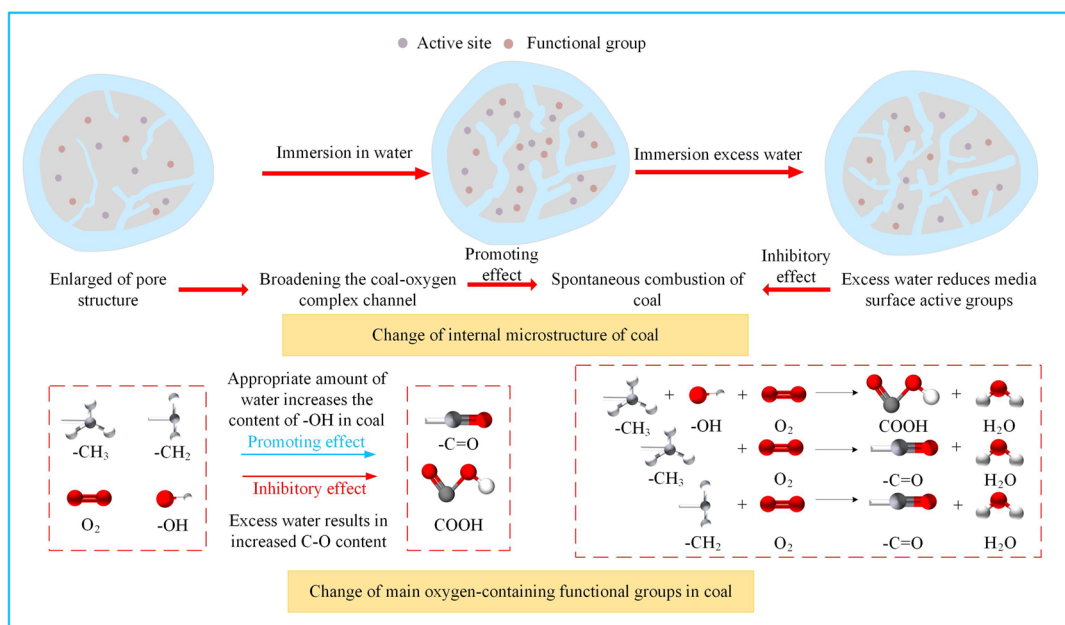 Active site
Functional group
Immersion in water
Immersion excess water
Enlarged of pore
structure
Broadening the coal-oxygen
complex channel
Promoting
effect
Spontaneous combustion of
coal
Inhibitory
effect
Excess water reduces media
surface active groups
Change of internal microstructure of coal
-CH₃
-CH₂
O₂
-OH
Appropriate amount of
water increases the
content of -OH in coal
Promoting effect
Inhibitory effect
Excess water results in
increased C-O content
-C=O
COOH
-CH₃ + -OH + O₂ COOH + H₂O
-CH₃ + O₂ -C=O + H₂O
-CH₂ + O₂ -C=O + H₂O
Change of main oxygen-containing functional groups in coal